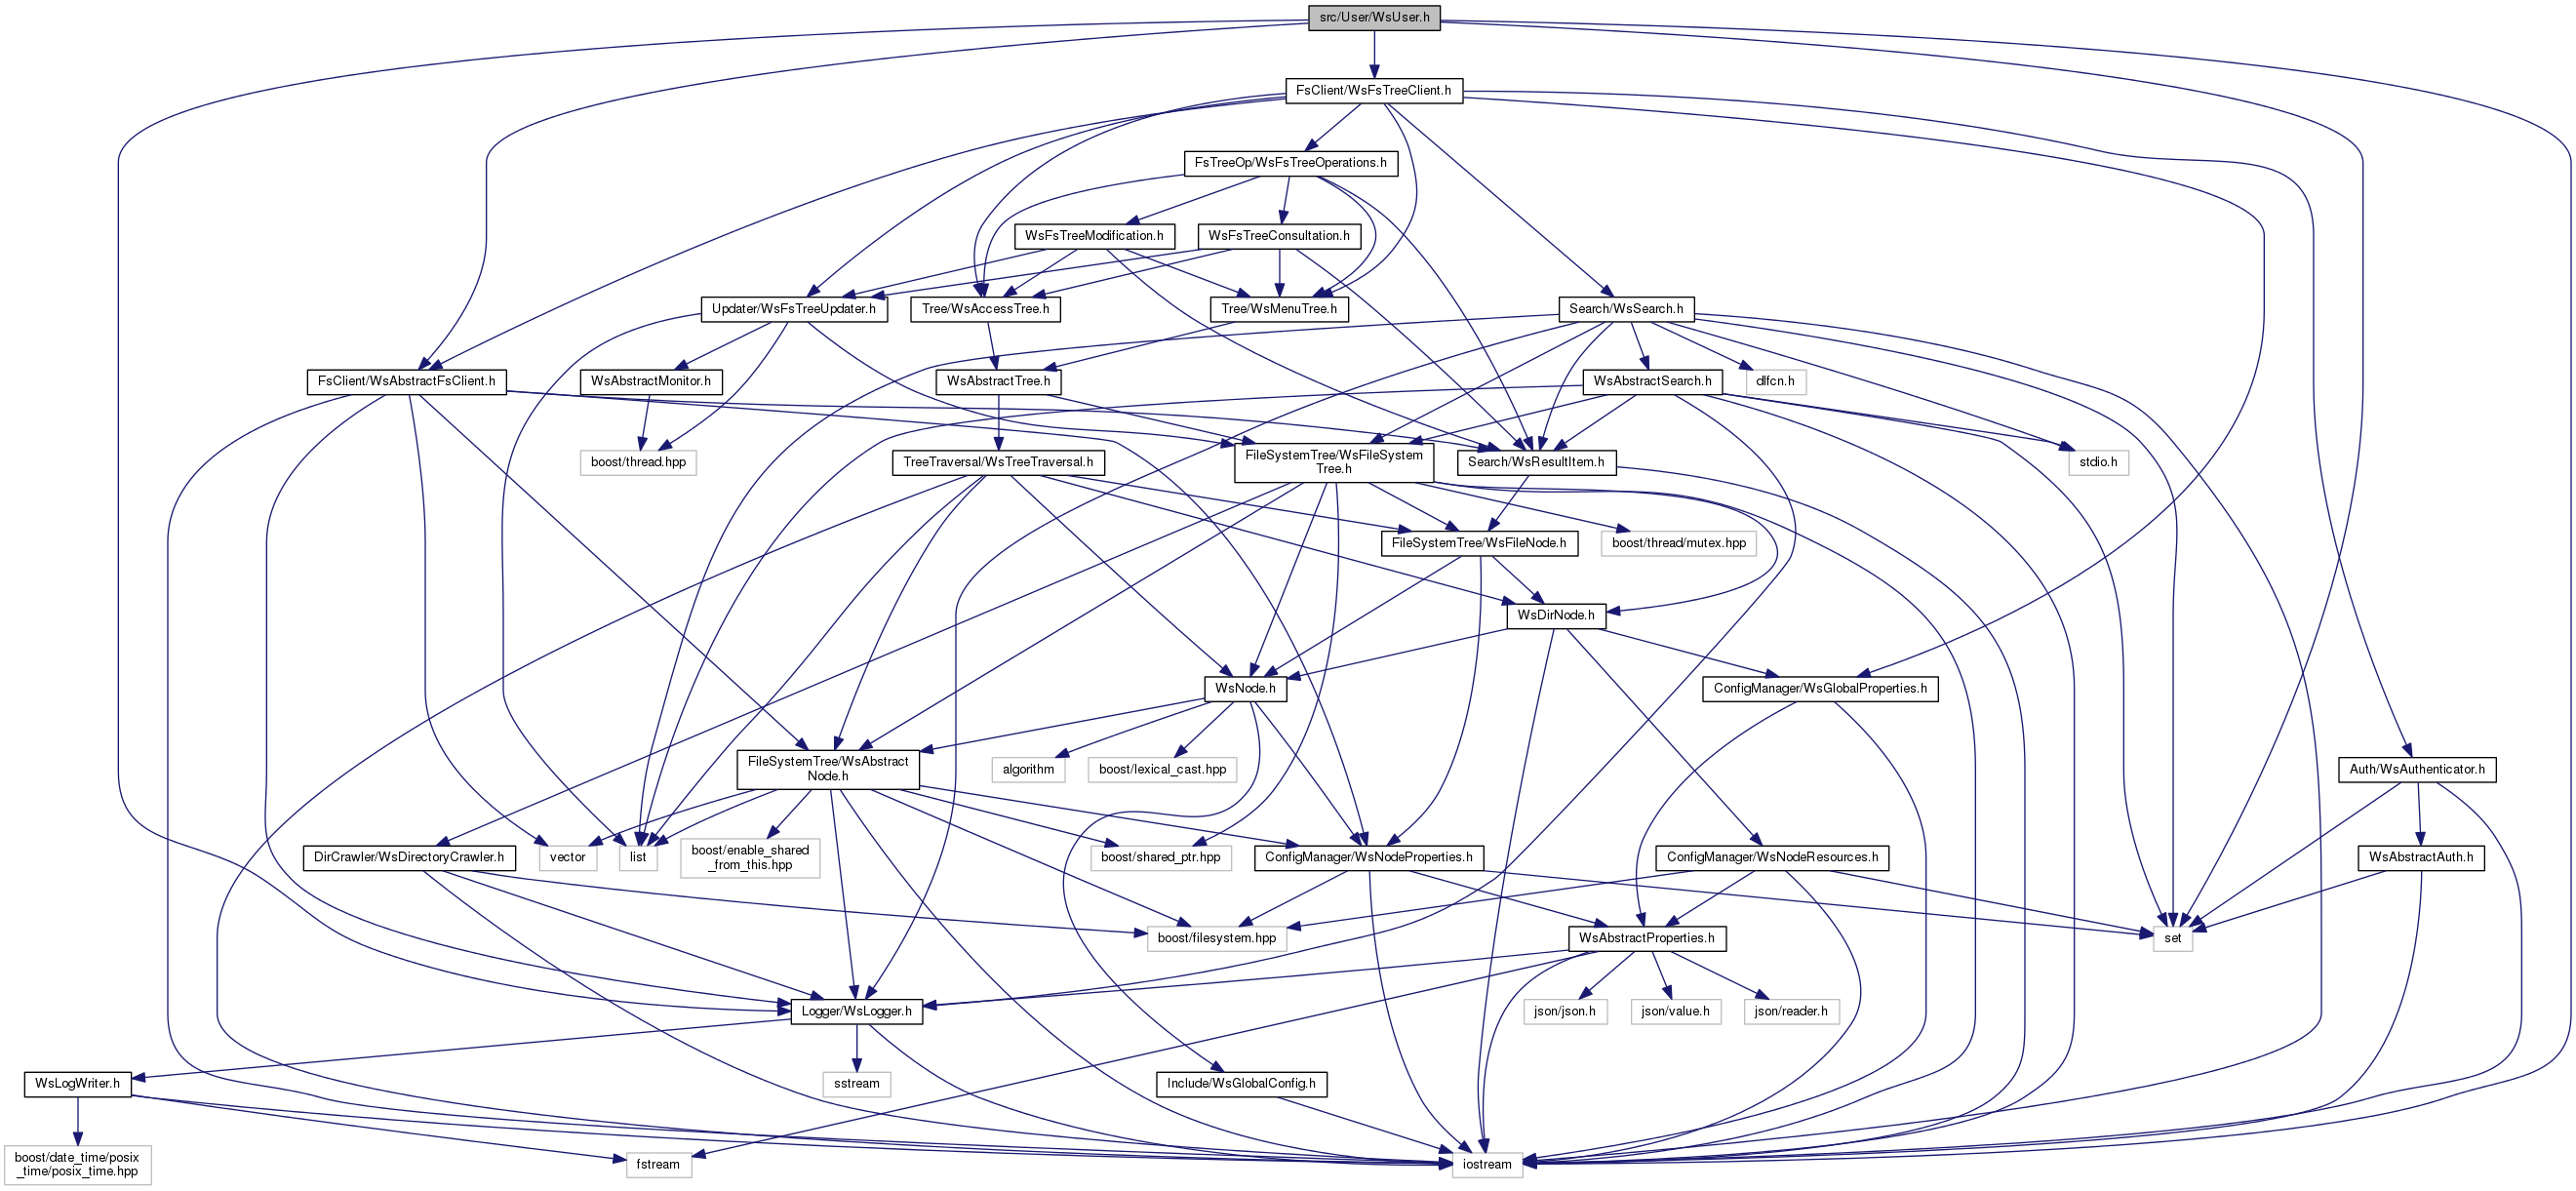 src/User/WsUser.h
FsClient/WsFsTreeClient.h
FsTreeOp/WsFsTreeOperations.h
WsFsTreeModification.h
WsFsTreeConsultation.h
Updater/WsFsTreeUpdater.h
Tree/WsAccessTree.h
Tree/WsMenuTree.h
Search/WsSearch.h
FsClient/WsAbstractFsClient.h
WsAbstractMonitor.h
WsAbstractTree.h
WsAbstractSearch.h
dlfcn.h
boost/thread.hpp
TreeTraversal/WsTreeTraversal.h
FileSystemTree/WsFileSystem
Tree.h
Search/WsResultItem.h
stdio.h
FileSystemTree/WsFileNode.h
boost/thread/mutex.hpp
WsDirNode.h
WsNode.h
ConfigManager/WsGlobalProperties.h
FileSystemTree/WsAbstract
Node.h
algorithm
boost/lexical_cast.hpp
Auth/WsAuthenticator.h
DirCrawler/WsDirectoryCrawler.h
vector
list
boost/enable_shared
_from_this.hpp
boost/shared_ptr.hpp
ConfigManager/WsNodeProperties.h
ConfigManager/WsNodeResources.h
WsAbstractAuth.h
boost/filesystem.hpp
WsAbstractProperties.h
set
Logger/WsLogger.h
json/json.h
json/value.h
json/reader.h
WsLogWriter.h
sstream
Include/WsGlobalConfig.h
boost/date_time/posix
_time/posix_time.hpp
fstream
iostream